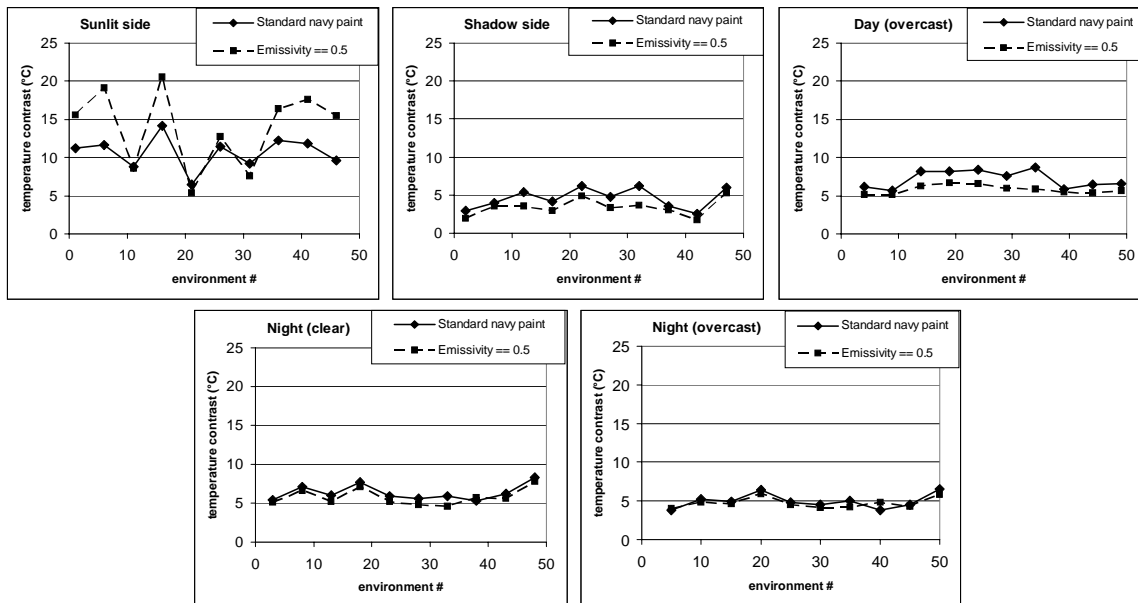 Sunlit side
Standard navy paint
Emissivity == 0.5
temperature contrast (°C)
25
20
15
10
5
0
0 10 20 30 40 50
environment #
Shadow side
Standard navy paint
Emissivity == 0.5
temperature contrast (°C)
25
20
15
10
5
0
0 10 20 30 40 50
environment #
Day (overcast)
Standard navy paint
Emissivity == 0.5
temperature contrast (°C)
25
20
15
10
5
0
0 10 20 30 40 50
environment #
Night (clear)
Standard navy paint
Emissivity == 0.5
temperature contrast (°C)
25
20
15
10
5
0
0 10 20 30 40 50
environment #
Night (overcast)
Standard navy paint
Emissivity == 0.5
temperature contrast (°C)
25
20
15
10
5
0
0 10 20 30 40 50
environment #